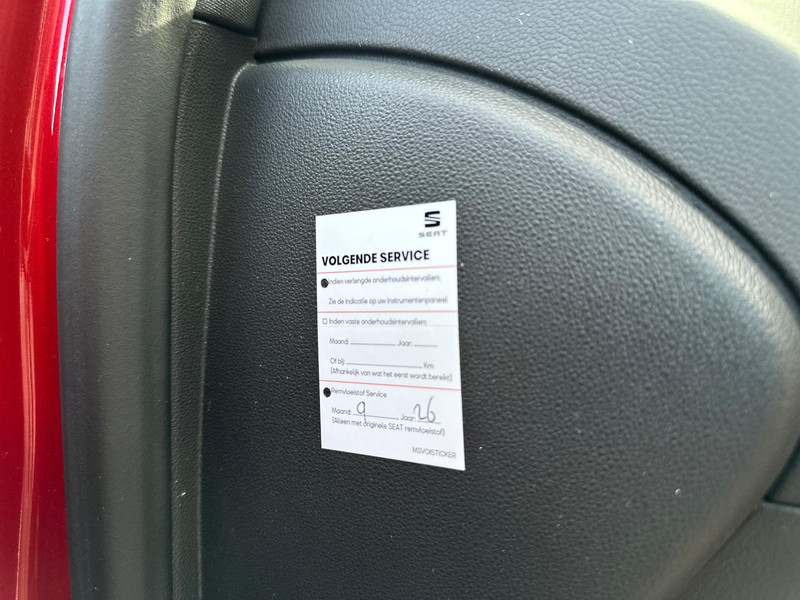 SEAT
VOLGENDE SERVICE
Indien verlengde onderhoudsintervallen:
Zie de indicatie op uw instrumentenpaneel
Indien vaste onderhoudsintervallen:
Maand: Jaar:
Of bij: Km
(Afhankelijk van wat het eerst wordt bereikt)
Remvloeistof Service
Maand: 9 Jaar: 26
(Alleen met originele SEAT remvloeistof)
MSVOISTICKER